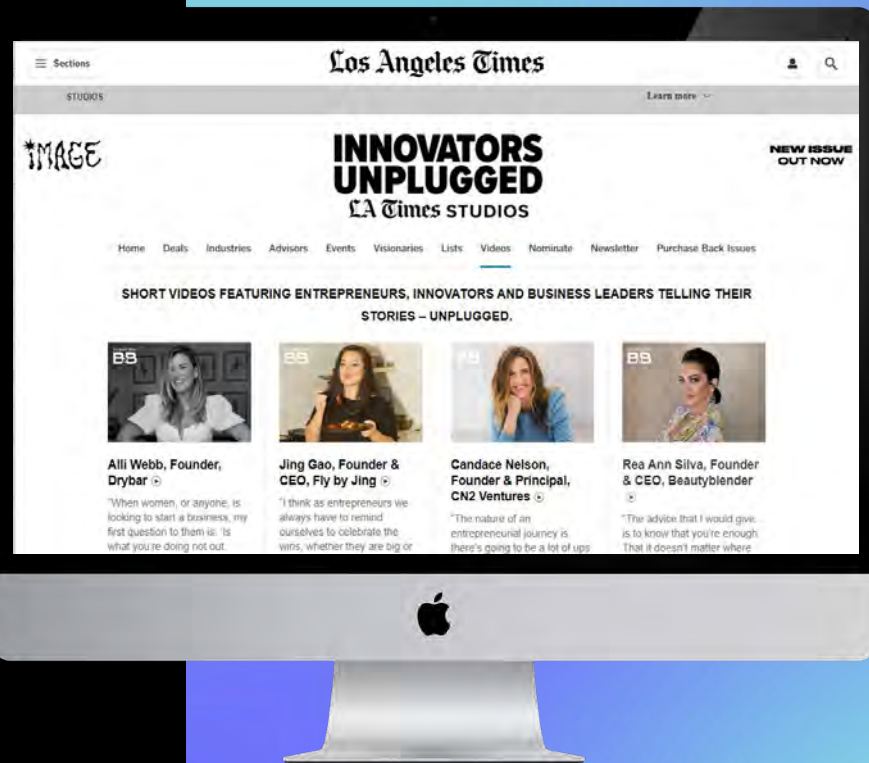 Sections
Los Angeles Times
STUDIOS
Learn more
IMAGE
INNOVATORS
UNPLUGGED
LA Times STUDIOS
NEW ISSUE
OUT NOW
Home Deals Industries Advisors Events Visionaries Lists Videos Nominate Newsletter Purchase Back Issues
SHORT VIDEOS FEATURING ENTREPRENEURS, INNOVATORS AND BUSINESS LEADERS TELLING THEIR
STORIES – UNPLUGGED.
BB
BB
BB
BB
Alli Webb, Founder,
Drybar
"When women, or anyone, is
looking to start a business, my
first question to them is. 'Is
what you're doing not out
Jing Gao, Founder &
CEO, Fly by Jing
"I think as entrepreneurs we
always have to remind
ourselves to celebrate the
wins, whether they are big or
Candace Nelson,
Founder & Principal,
CN2 Ventures
"The nature of an
entrepreneurial journey is
there's going to be a lot of ups
Rea Ann Silva, Founder
& CEO, Beautyblender
"The advice that I would give
is to know that you're enough.
That it doesn't matter where